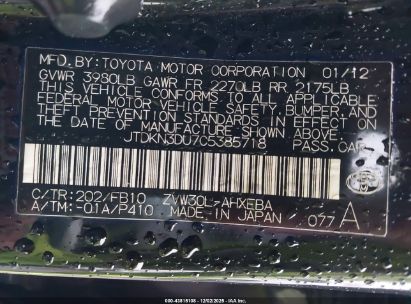 MFD. BY: TOYOTA MOTOR CORPORATION 01/12
GVWR 3980LB GAWR FR 2270LB RR 2175LB
THIS VEHICLE CONFORMS TO ALL APPLICABLE
FEDERAL MOTOR VEHICLE SAFETY, BUMPER, AND
THEFT PREVENTION STANDARDS IN EFFECT ON
THE DATE OF MANUFACTURE SHOWN ABOVE.
JTDKN3DU7C5385718 PASS.CAR
C/TR: 202/FB10 ZVW30L-AHXEBA
A/TM: -01A/P410 MADE IN JAPAN 077 A